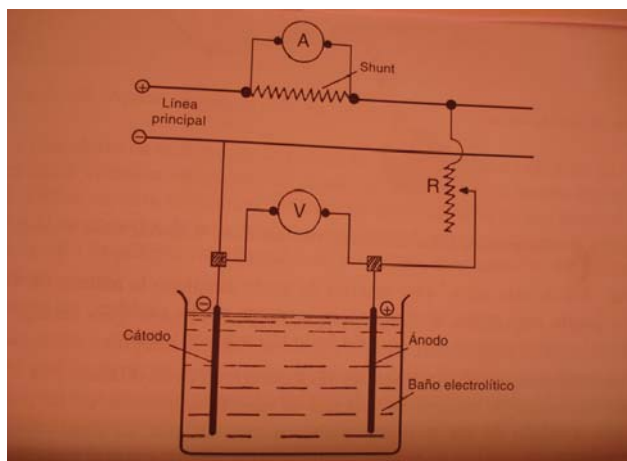 A
Shunt
⊕
Línea
principal
⊖
R
V
⊖
⊕
Cátodo
Ánodo
Baño electrolítico